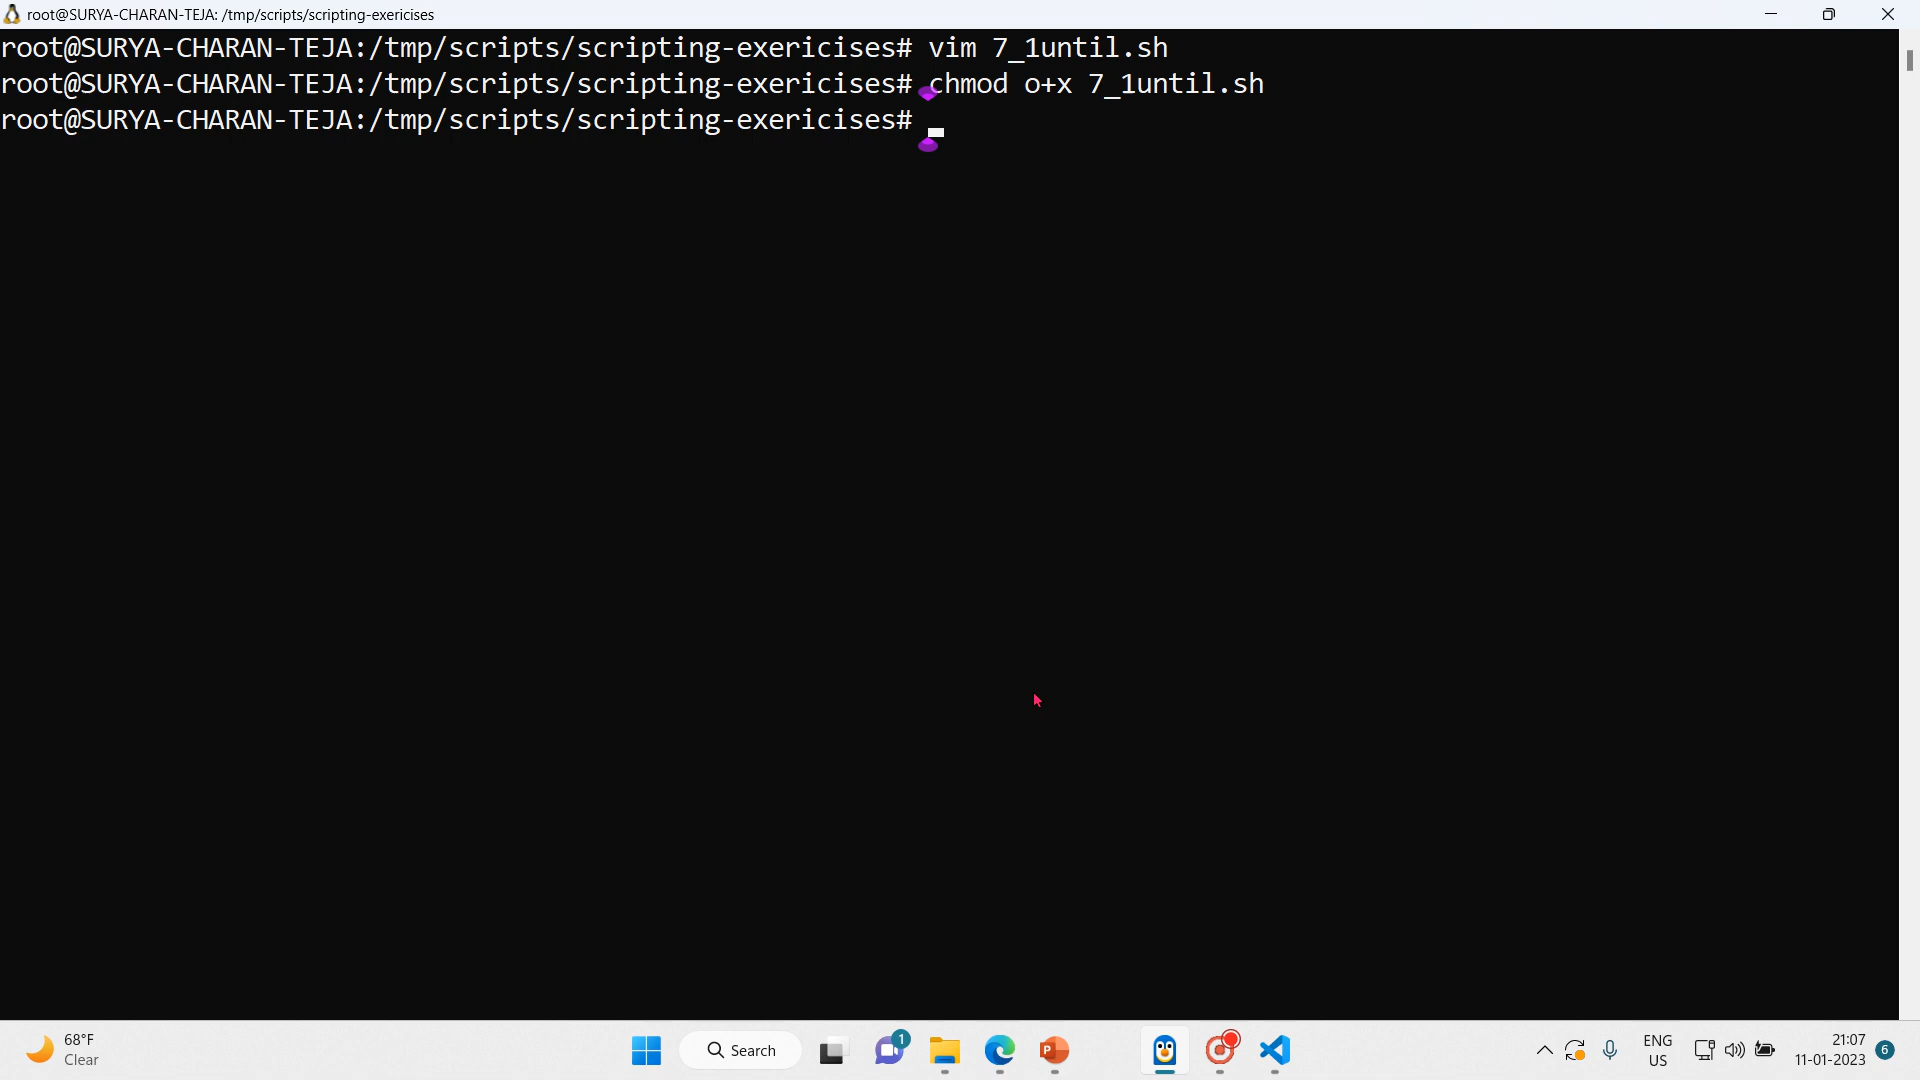 root@SURYA-CHARAN-TEJA: /tmp/scripts/scripting-exericises
root@SURYA-CHARAN-TEJA:/tmp/scripts/scripting-exericises# vim 7_1until.sh
root@SURYA-CHARAN-TEJA:/tmp/scripts/scripting-exericises# chmod o+x 7_1until.sh
root@SURYA-CHARAN-TEJA:/tmp/scripts/scripting-exericises#
68°F
Clear
Search
1
P
ENG
US
21:07
11-01-2023
6